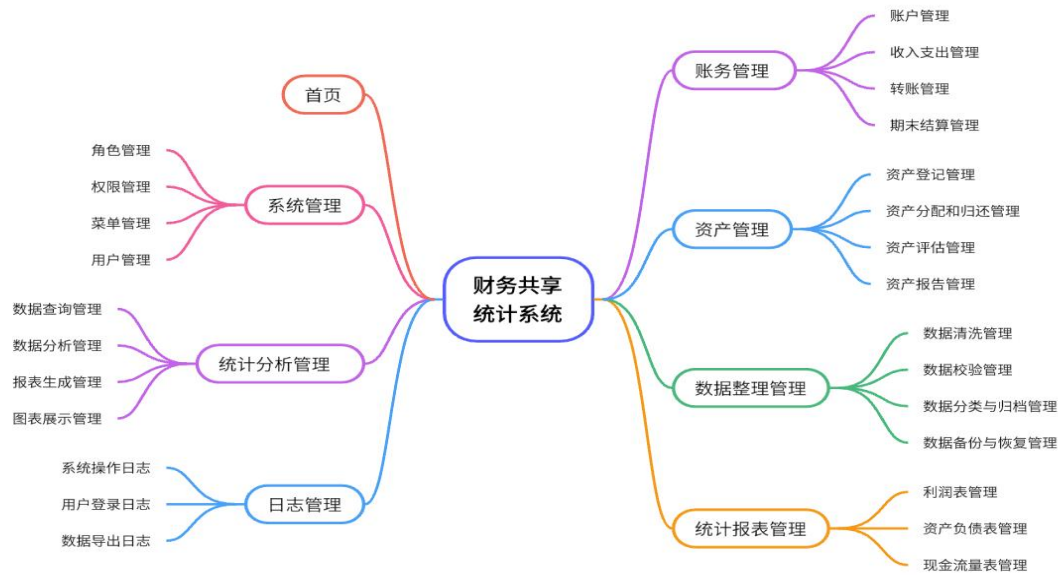 财务共享
统计系统
首页
系统管理
角色管理
权限管理
菜单管理
用户管理
统计分析管理
数据查询管理
数据分析管理
报表生成管理
图表展示管理
日志管理
系统操作日志
用户登录日志
数据导出日志
账务管理
账户管理
收入支出管理
转账管理
期末结算管理
资产管理
资产登记管理
资产分配和归还管理
资产评估管理
资产报告管理
数据整理管理
数据清洗管理
数据校验管理
数据分类与归档管理
数据备份与恢复管理
统计报表管理
利润表管理
资产负债表管理
现金流量表管理